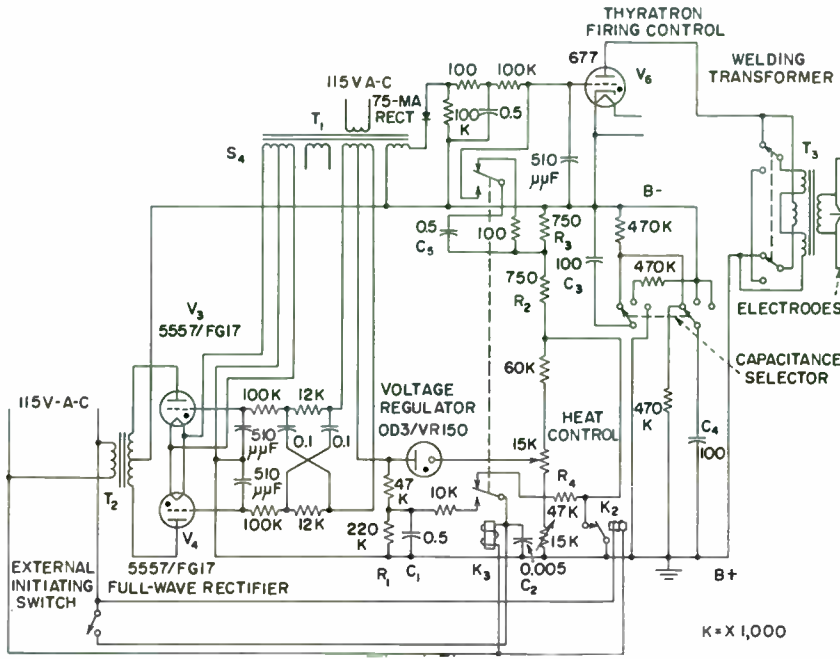 THYRATRON
FIRING CONTROL
677
V6
WELDING
TRANSFORMER
115V A-C
75-MA
RECT
T1
S4
100
100K
100
K
0.5
510
μμF
T3
B-
0.5
C5
100
750
R3
750
R2
100
C3
470K
470K
ELECTRODES
CAPACITANCE
SELECTOR
V3
5557/FG17
115V-A-C
100K
12K
510
μμF
0.1
0.1
510
μμF
100K
12K
VOLTAGE
REGULATOR
OD3/VR150
60K
HEAT
CONTROL
15K
R4
470
K
C4
100
T2
V4
5557/FG17
FULL-WAVE RECTIFIER
47
K
10K
220
K
0.5
R1
C1
K3
C2
0.005
47K
15K
K2
B+
EXTERNAL
INITIATING
SWITCH
K=X 1,000